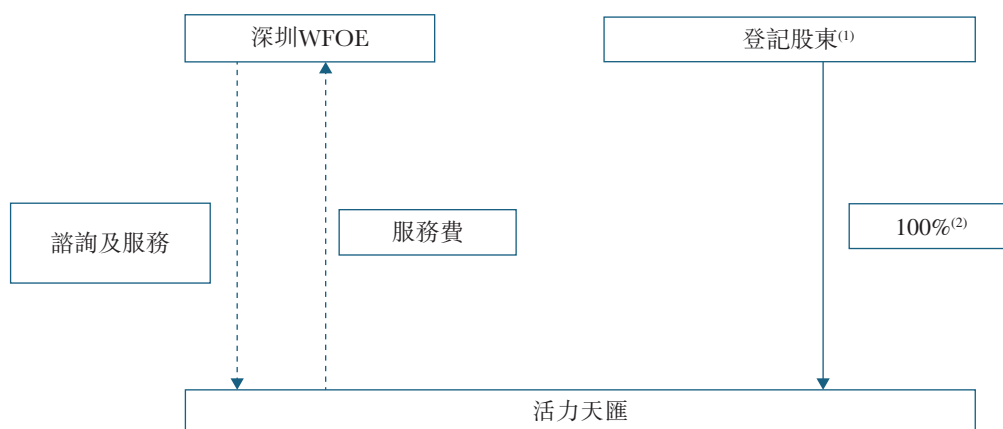 深圳WFOE
登記股東(1)
諮詢及服務
服務費
100%(2)
活力天匯